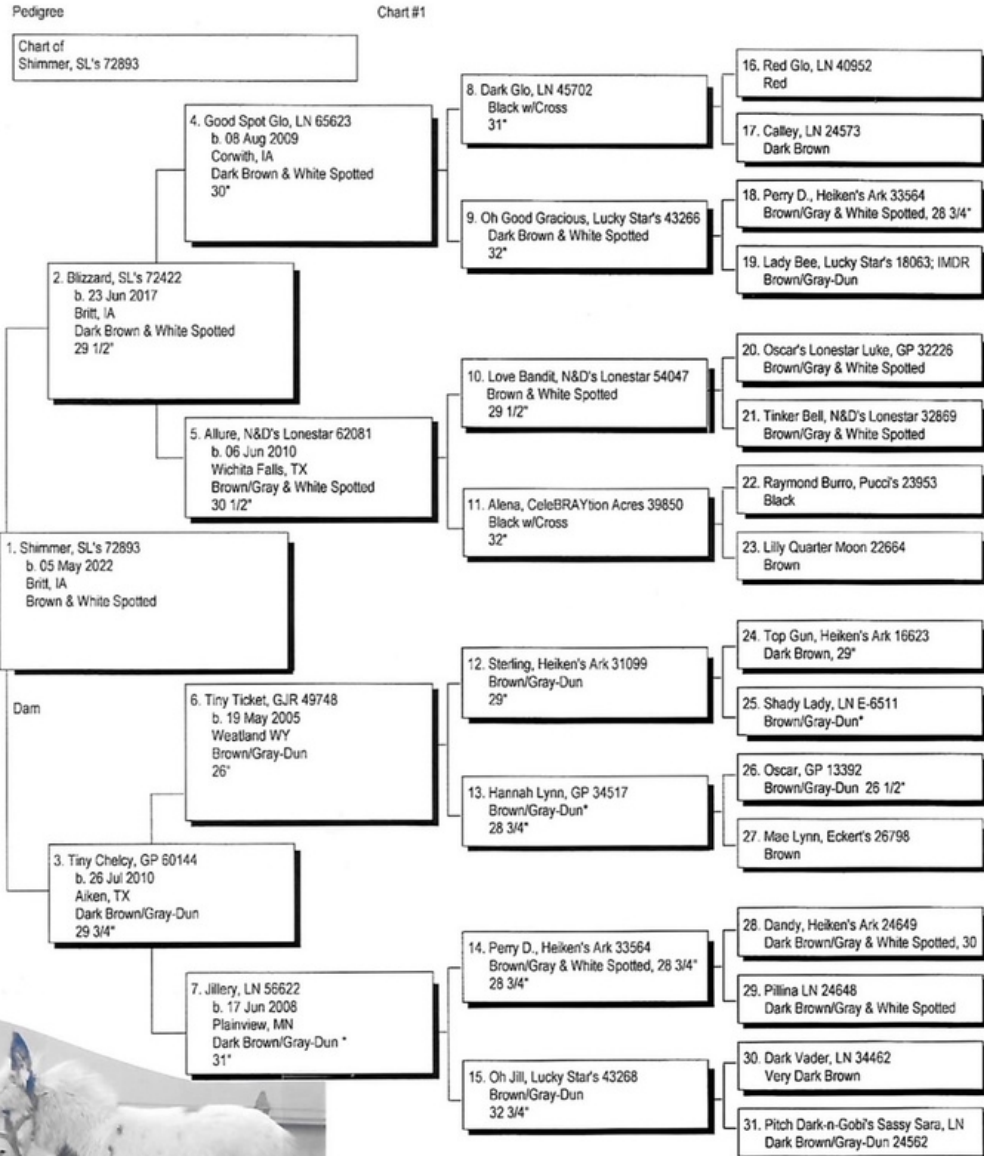 Pedigree
Chart #1
Chart of
Shimmer, SL's 72893
1. Shimmer, SL's 72893
b. 05 May 2022
Britt, IA
Brown & White Spotted
Dam
2. Blizzard, SL's 72422
b. 23 Jun 2017
Britt, IA
Dark Brown & White Spotted
29 1/2"
3. Tiny Chelcy, GP 60144
b. 26 Jul 2010
Aiken, TX
Dark Brown/Gray-Dun
29 3/4"
4. Good Spot Glo, LN 65623
b. 08 Aug 2009
Corwith, IA
Dark Brown & White Spotted
30"
5. Allure, N&D's Lonestar 62081
b. 06 Jun 2010
Wichita Falls, TX
Brown/Gray & White Spotted
30 1/2"
6. Tiny Ticket, GJR 49748
b. 19 May 2005
Weatland WY
Brown/Gray-Dun
26"
7. Jillery, LN 56622
b. 17 Jun 2008
Plainview, MN
Dark Brown/Gray-Dun *
31"
8. Dark Glo, LN 45702
Black w/Cross
31"
9. Oh Good Gracious, Lucky Star's 43266
Dark Brown & White Spotted
32"
10. Love Bandit, N&D's Lonestar 54047
Brown & White Spotted
29 1/2"
11. Alena, CeleBRAYtion Acres 39850
Black w/Cross
32"
12. Sterling, Heiken's Ark 31099
Brown/Gray-Dun
29"
13. Hannah Lynn, GP 34517
Brown/Gray-Dun*
28 3/4"
14. Perry D., Heiken's Ark 33564
Brown/Gray & White Spotted, 28 3/4"
28 3/4"
15. Oh Jill, Lucky Star's 43268
Brown/Gray-Dun
32 3/4"
16. Red Glo, LN 40952
Red
17. Calley, LN 24573
Dark Brown
18. Perry D., Heiken's Ark 33564
Brown/Gray & White Spotted, 28 3/4"
19. Lady Bee, Lucky Star's 18063; IMDR
Brown/Gray-Dun
20. Oscar's Lonestar Luke, GP 32226
Brown/Gray & White Spotted
21. Tinker Bell, N&D's Lonestar 32869
Brown/Gray & White Spotted
22. Raymond Burro, Pucci's 23953
Black
23. Lilly Quarter Moon 22664
Brown
24. Top Gun, Heiken's Ark 16623
Dark Brown, 29"
25. Shady Lady, LN E-6511
Brown/Gray-Dun*
26. Oscar, GP 13392
Brown/Gray-Dun 26 1/2"
27. Mae Lynn, Eckert's 26798
Brown
28. Dandy, Heiken's Ark 24649
Dark Brown/Gray & White Spotted, 30
29. Pillina LN 24648
Dark Brown/Gray & White Spotted
30. Dark Vader, LN 34462
Very Dark Brown
31. Pitch Dark-n-Gobi's Sassy Sara, LN
Dark Brown/Gray-Dun 24562